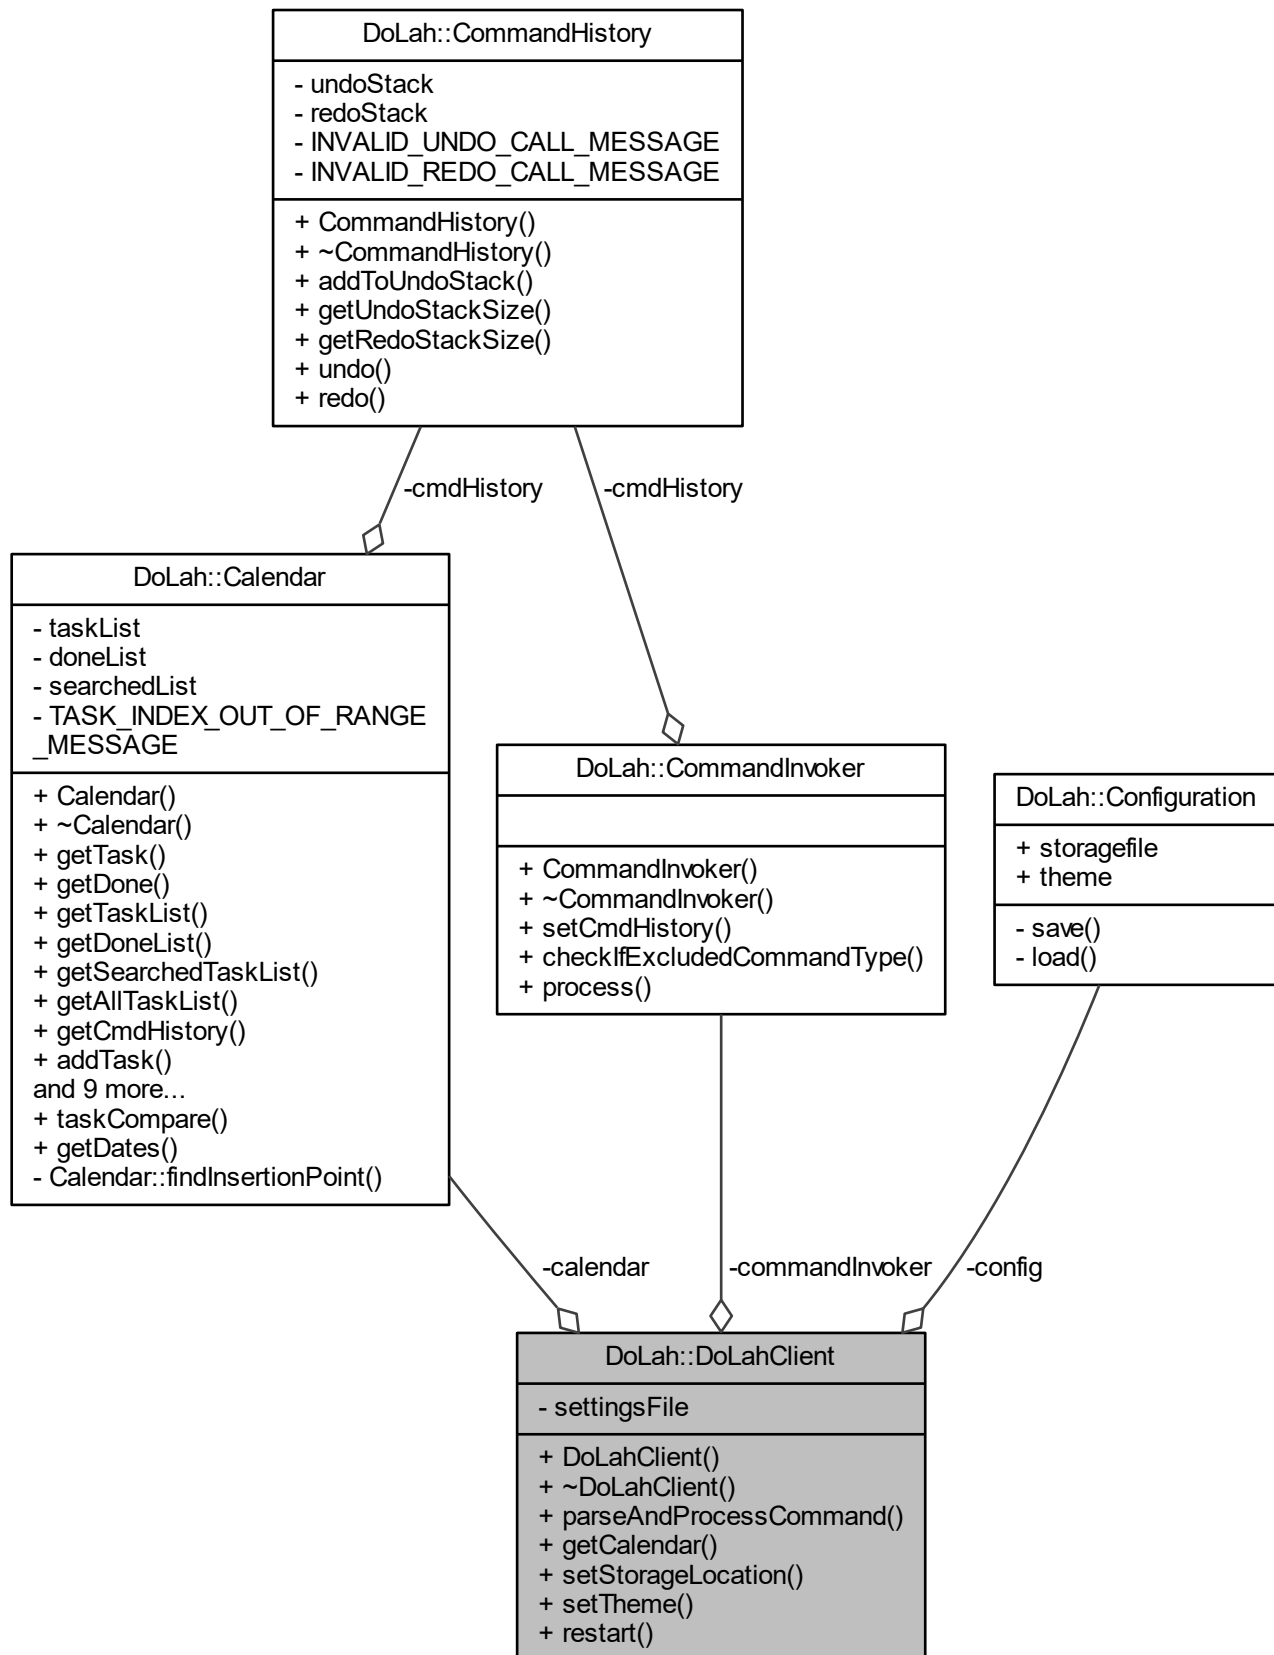 DoLah::CommandHistory
- undoStack
- redoStack
- INVALID_UNDO_CALL_MESSAGE
- INVALID_REDO_CALL_MESSAGE
+ CommandHistory()
+ ~CommandHistory()
+ addToUndoStack()
+ getUndoStackSize()
+ getRedoStackSize()
+ undo()
+ redo()
-cmdHistory
-cmdHistory
DoLah::Calendar
- taskList
- doneList
- searchedList
- TASK_INDEX_OUT_OF_RANGE
_MESSAGE
+ Calendar()
+ ~Calendar()
+ getTask()
+ getDone()
+ getTaskList()
+ getDoneList()
+ getSearchedTaskList()
+ getAllTaskList()
+ getCmdHistory()
+ addTask()
and 9 more...
+ taskCompare()
+ getDates()
- Calendar::findInsertionPoint()
DoLah::CommandInvoker
+ CommandInvoker()
+ ~CommandInvoker()
+ setCmdHistory()
+ checkIfExcludedCommandType()
+ process()
DoLah::Configuration
+ storagefile
+ theme
- save()
- load()
-calendar
-commandInvoker
-config
DoLah::DoLahClient
- settingsFile
+ DoLahClient()
+ ~DoLahClient()
+ parseAndProcessCommand()
+ getCalendar()
+ setStorageLocation()
+ setTheme()
+ restart()